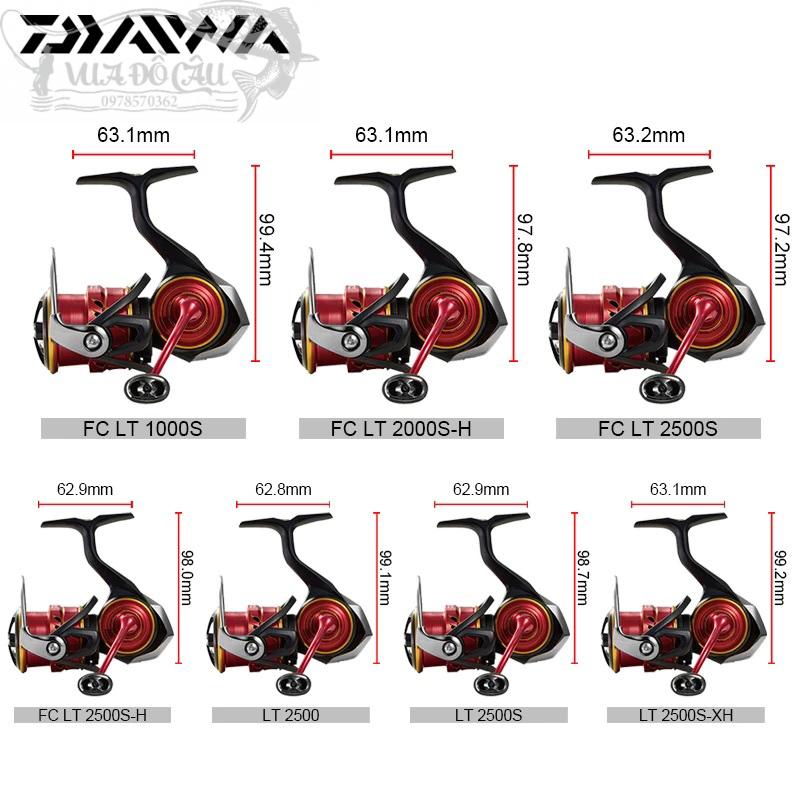 DAIWA
VUA ĐỒ CÂU
0978570362
63.1mm
63.1mm
63.2mm
99.4mm
97.8mm
97.2mm
FC LT 1000S
FC LT 2000S-H
FC LT 2500S
62.9mm
62.8mm
62.9mm
63.1mm
98.0mm
99.1mm
98.7mm
99.2mm
FC LT 2500S-H
LT 2500
LT 2500S
LT 2500S-XH